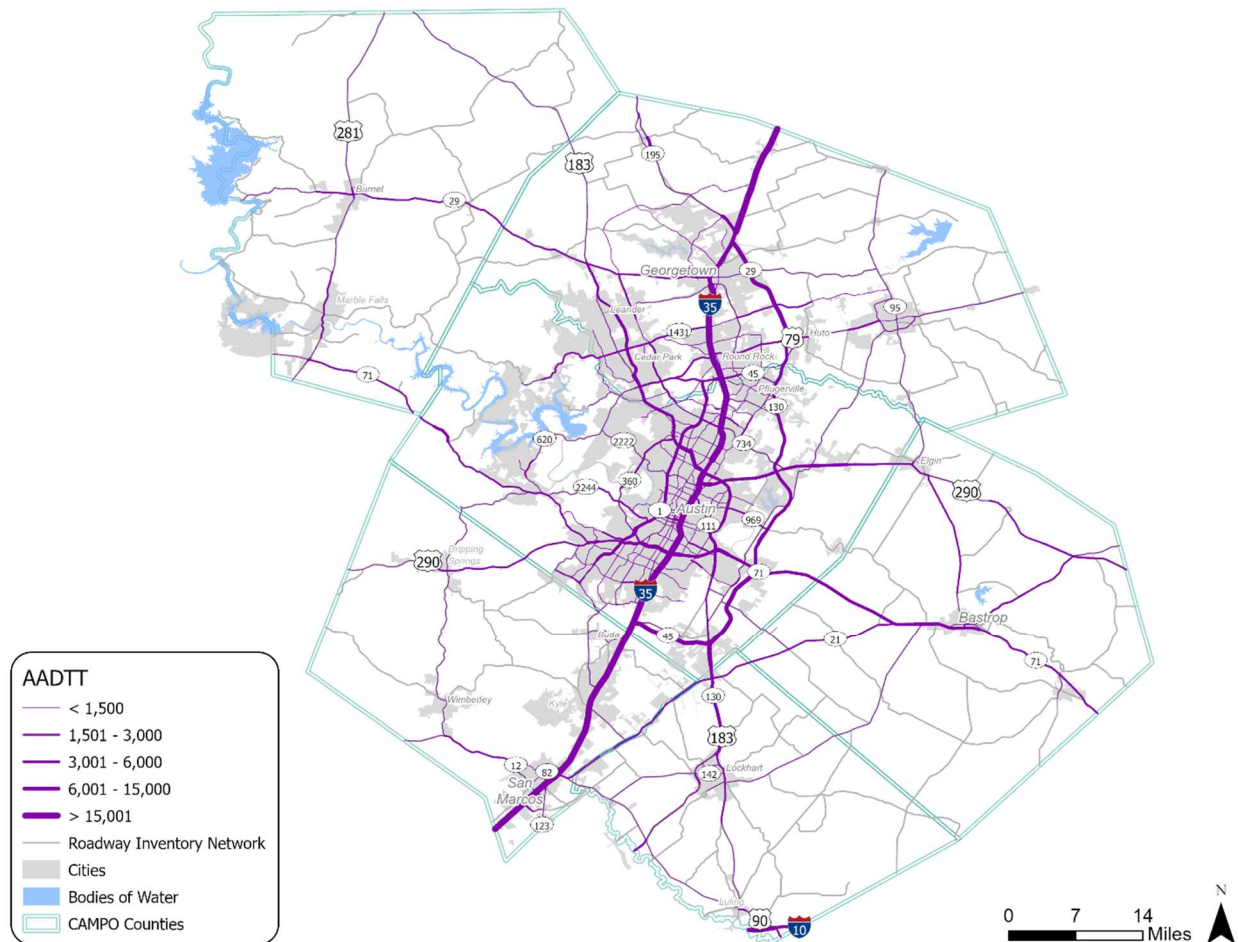 281
183
195
Burnet
29
Georgetown
29
35
Marble Falls
Leander
95
1431
79
Huto
Cedar Park
Round Rock
45
71
Pflugerville
130
620
2222
734
Elgin
360
2244
290
1
Austin
111
969
Dripping
Springs
290
71
35
Bastrop
Buda
45
21
71
Wimberley
130
Kyle
183
12
82
Lockhart
142
San
Marcos
123
Luling
90
10
AADTT
< 1,500
1,501 - 3,000
3,001 - 6,000
6,001 - 15,000
> 15,001
Roadway Inventory Network
Cities
Bodies of Water
CAMPO Counties
N
0 7 14
Miles